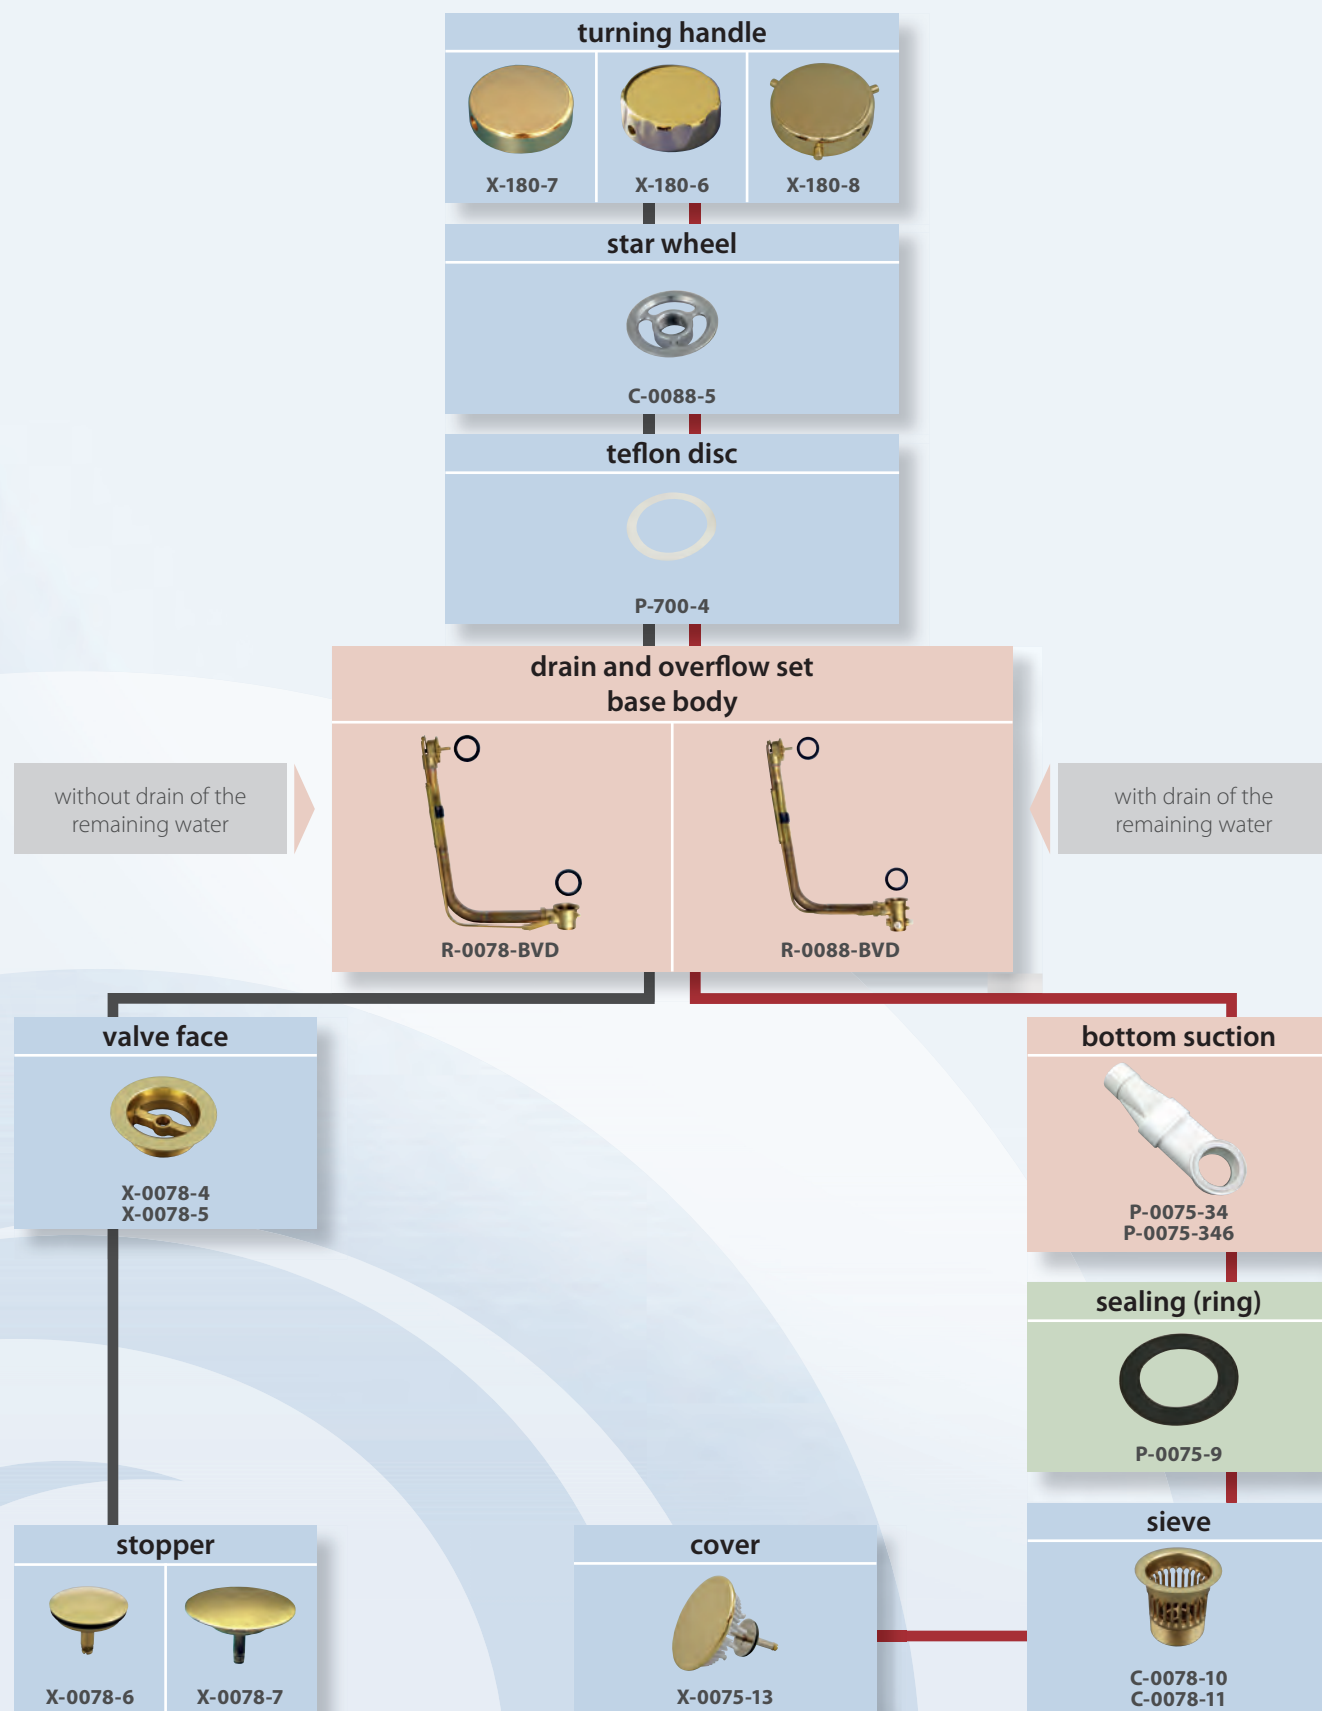 turning handle
X-180-7
X-180-6
X-180-8
star wheel
C-0088-5
teflon disc
P-700-4
drain and overflow set
base body
without drain of the
remaining water
with drain of the
remaining water
R-0078-BVD
R-0088-BVD
valve face
X-0078-4
X-0078-5
bottom suction
P-0075-34
P-0075-346
sealing (ring)
P-0075-9
stopper
X-0078-6
X-0078-7
cover
X-0075-13
sieve
C-0078-10
C-0078-11